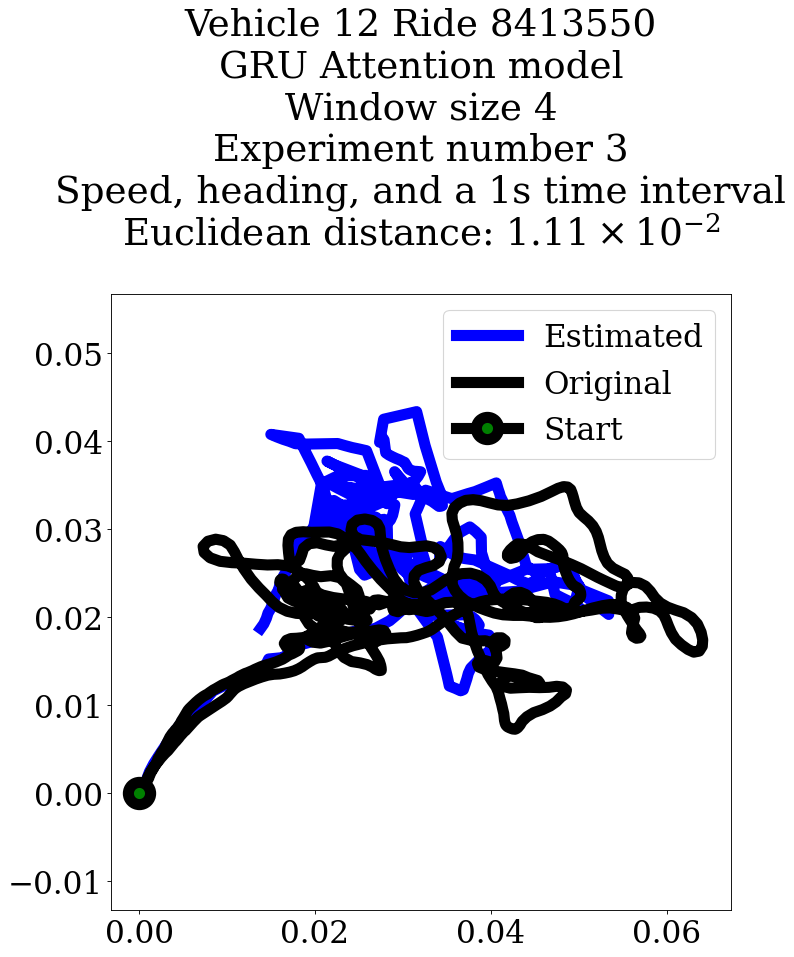 Vehicle 12 Ride 8413550
GRU Attention model
Window size 4
Experiment number 3
Speed, heading, and a 1s time interval
Euclidean distance: 1.11 × 10⁻²
Estimated
Original
Start
0.05
0.04
0.03
0.02
0.01
0.00
−0.01
0.00 0.02 0.04 0.06